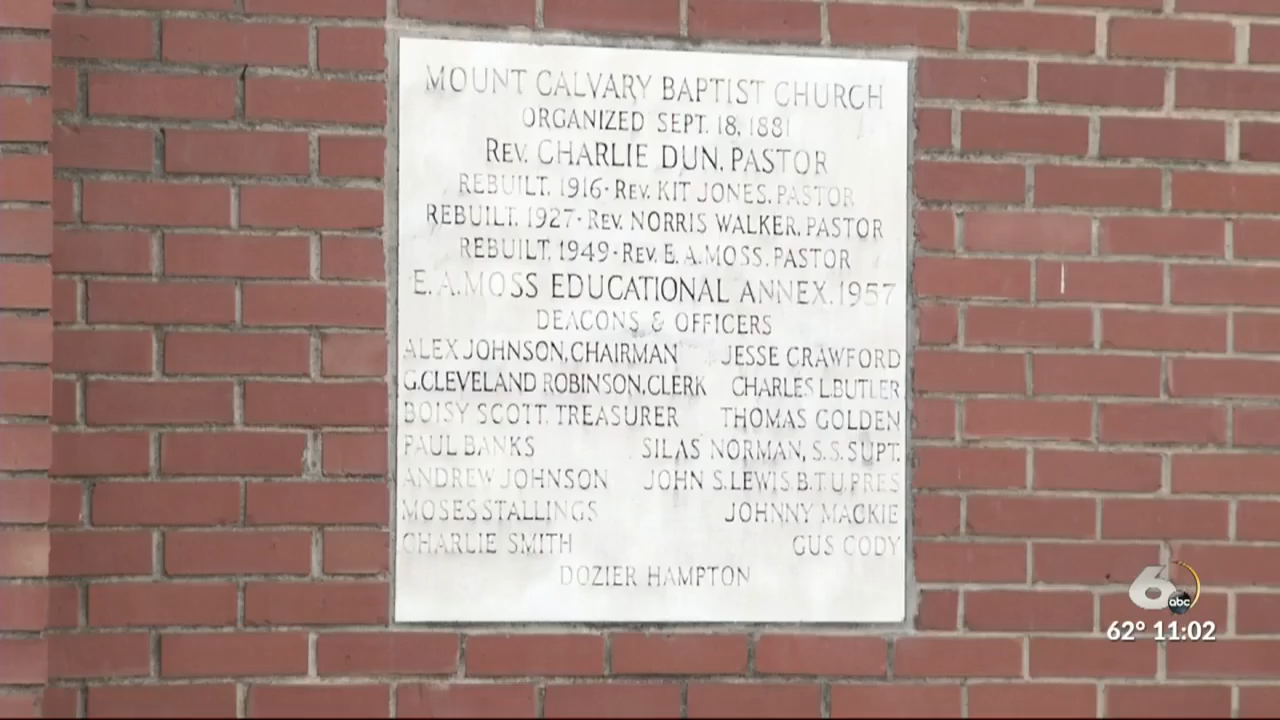 MOUNT CALVARY BAPTIST CHURCH
ORGANIZED SEPT. 18, 1881
REV. CHARLIE DUN. PASTOR
REBUILT. 1916 · REV. KIT JONES. PASTOR
REBUILT. 1927 · REV. NORRIS WALKER. PASTOR
REBUILT. 1949 · REV. E. A. MOSS. PASTOR
E. A. MOSS EDUCATIONAL ANNEX. 1957
DEACONS & OFFICERS
ALEX JOHNSON, CHAIRMAN JESSE CRAWFORD
G. CLEVELAND ROBINSON, CLERK CHARLES L. BUTLER
BOISY SCOTT. TREASURER THOMAS GOLDEN
PAUL BANKS SILAS NORMAN, S.S. SUPT.
ANDREW JOHNSON JOHN S. LEWIS B.T.U. PRES
MOSES STALLINGS JOHNNY MACKIE
CHARLIE SMITH GUS CODY
DOZIER HAMPTON
6 abc
62° 11:02